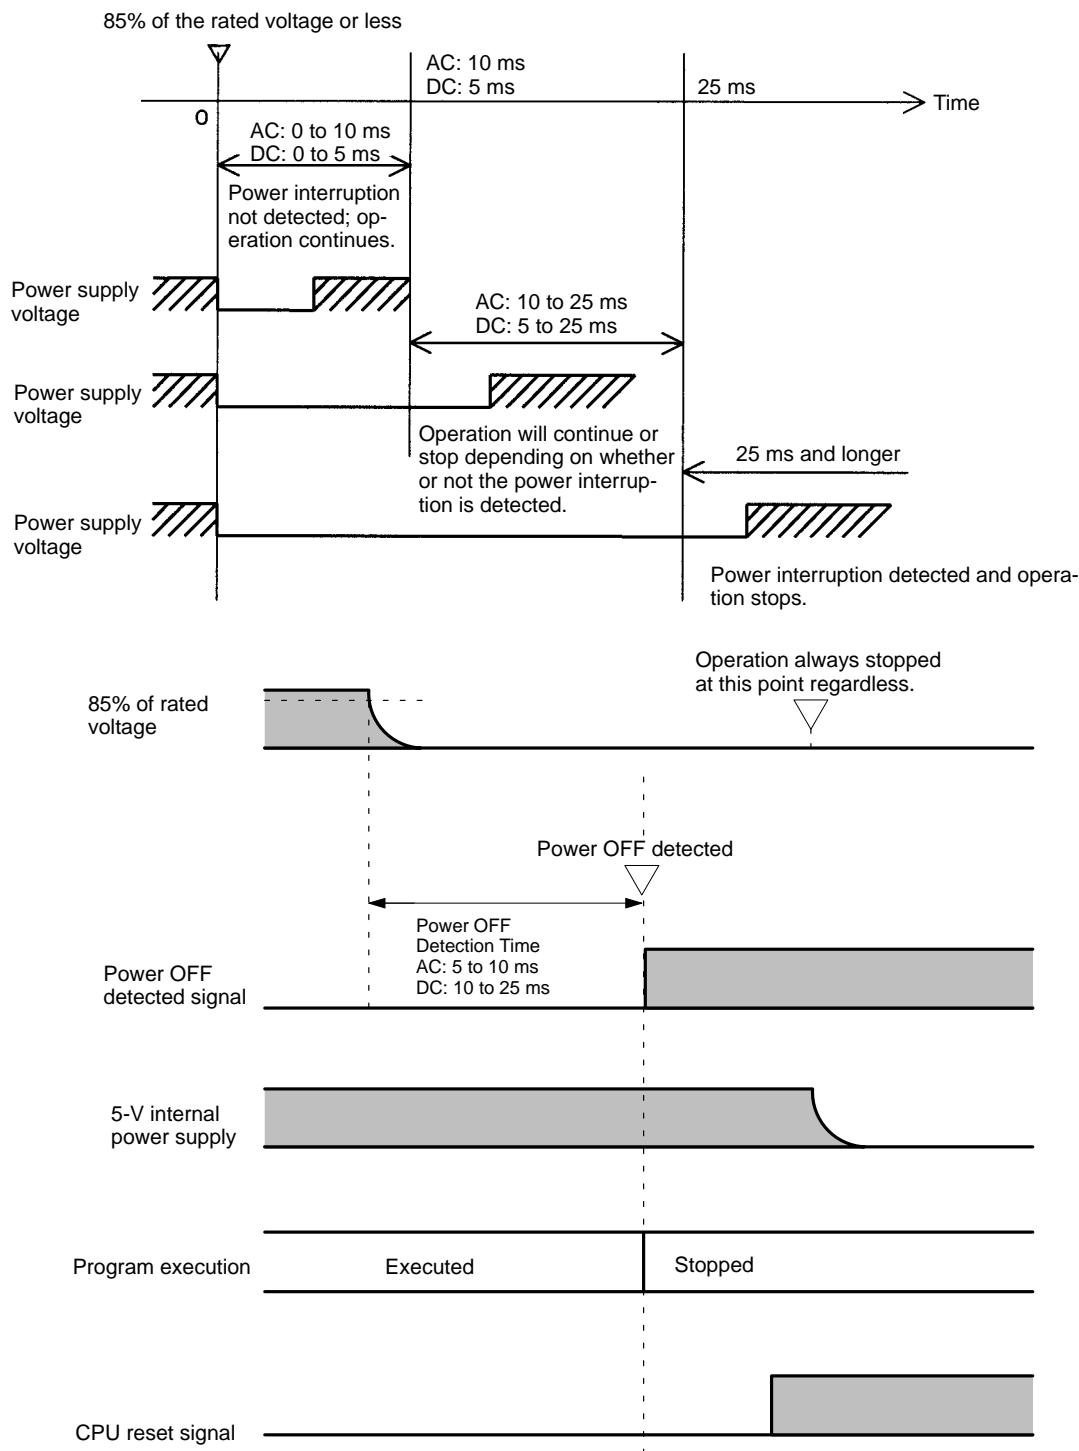 85% of the rated voltage or less
AC: 10 ms
DC: 5 ms
25 ms
Time
0
AC: 0 to 10 ms
DC: 0 to 5 ms
Power interruption
not detected; op-
eration continues.
Power supply
voltage
AC: 10 to 25 ms
DC: 5 to 25 ms
Power supply
voltage
Operation will continue or
stop depending on whether
or not the power interrup-
tion is detected.
25 ms and longer
Power supply
voltage
Power interruption detected and opera-
tion stops.
Operation always stopped
at this point regardless.
85% of rated
voltage
Power OFF detected
Power OFF
Detection Time
AC: 5 to 10 ms
DC: 10 to 25 ms
Power OFF
detected signal
5-V internal
power supply
Program execution
Executed
Stopped
CPU reset signal